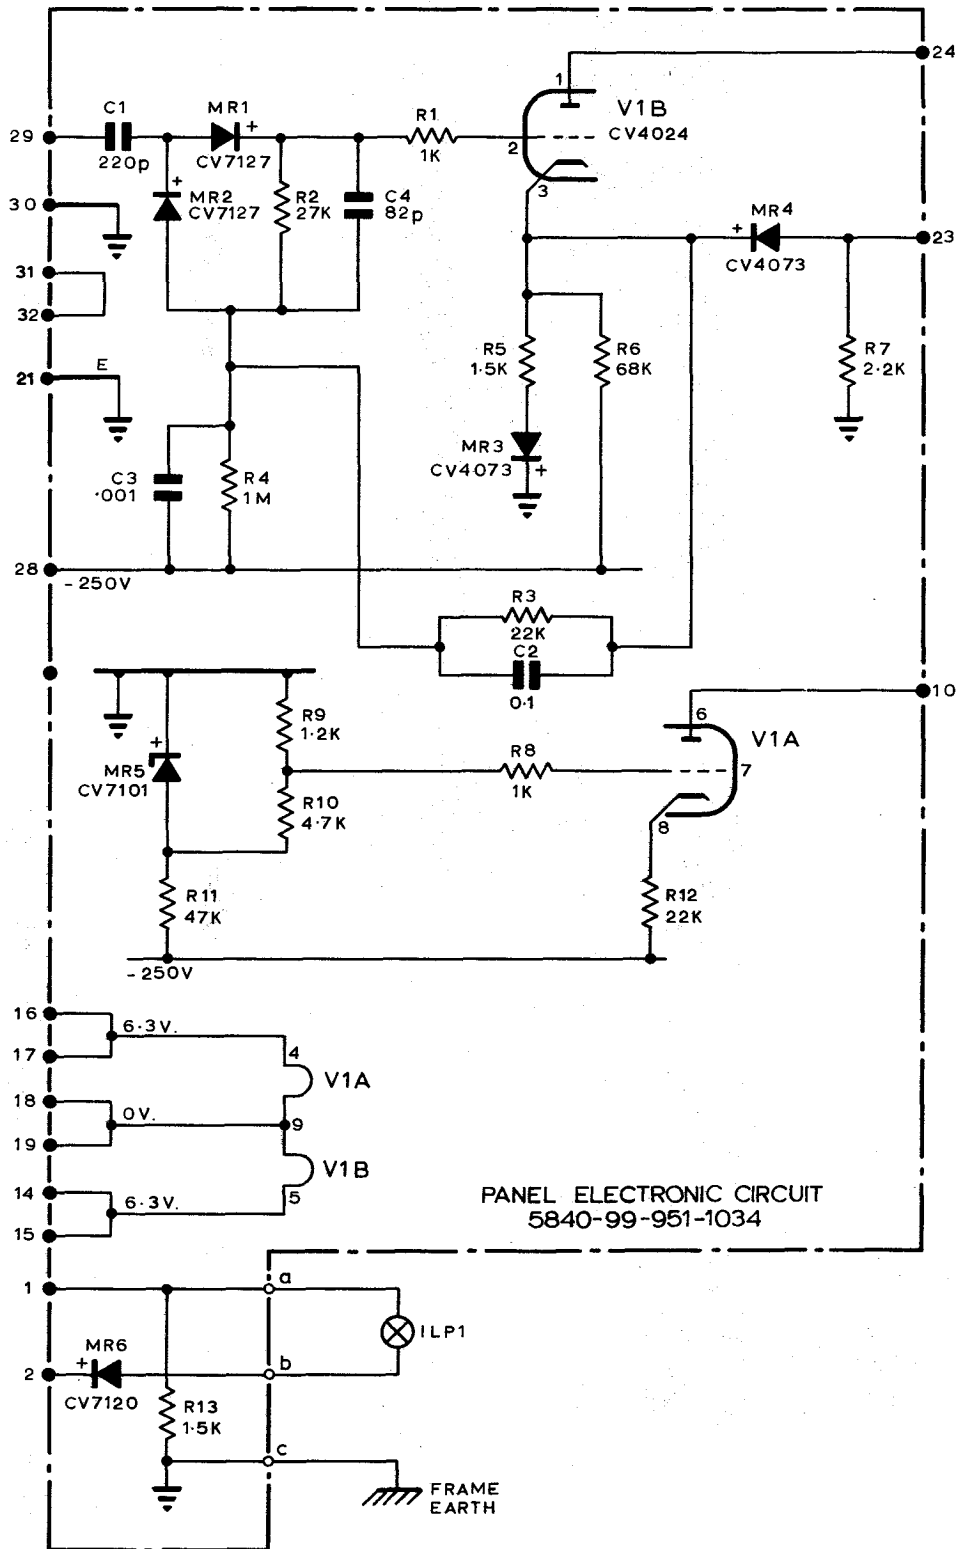 24
C1
MR1
R1
1
V1B
CV4024
29
+
220p
CV7127
1K
2
3
+
MR2
CV7127
R2
27K
C4
82p
30
MR4
+
CV4073
23
31
32
R5
1.5K
R6
68K
R7
2.2K
21
E
MR3
CV4073
+
C3
.001
R4
1M
28
-250V
R3
22K
C2
0.1
10
6
R9
1.2K
V1A
+
MR5
CV7101
R8
1K
7
R10
4.7K
8
R11
47K
R12
22K
-250V
16
6.3V.
4
17
V1A
18
0V.
9
19
V1B
14
6.3V.
5
15
PANEL ELECTRONIC CIRCUIT
5840-99-951-1034
1
a
ILP1
MR6
+
2
b
CV7120
R13
1.5K
c
FRAME
EARTH